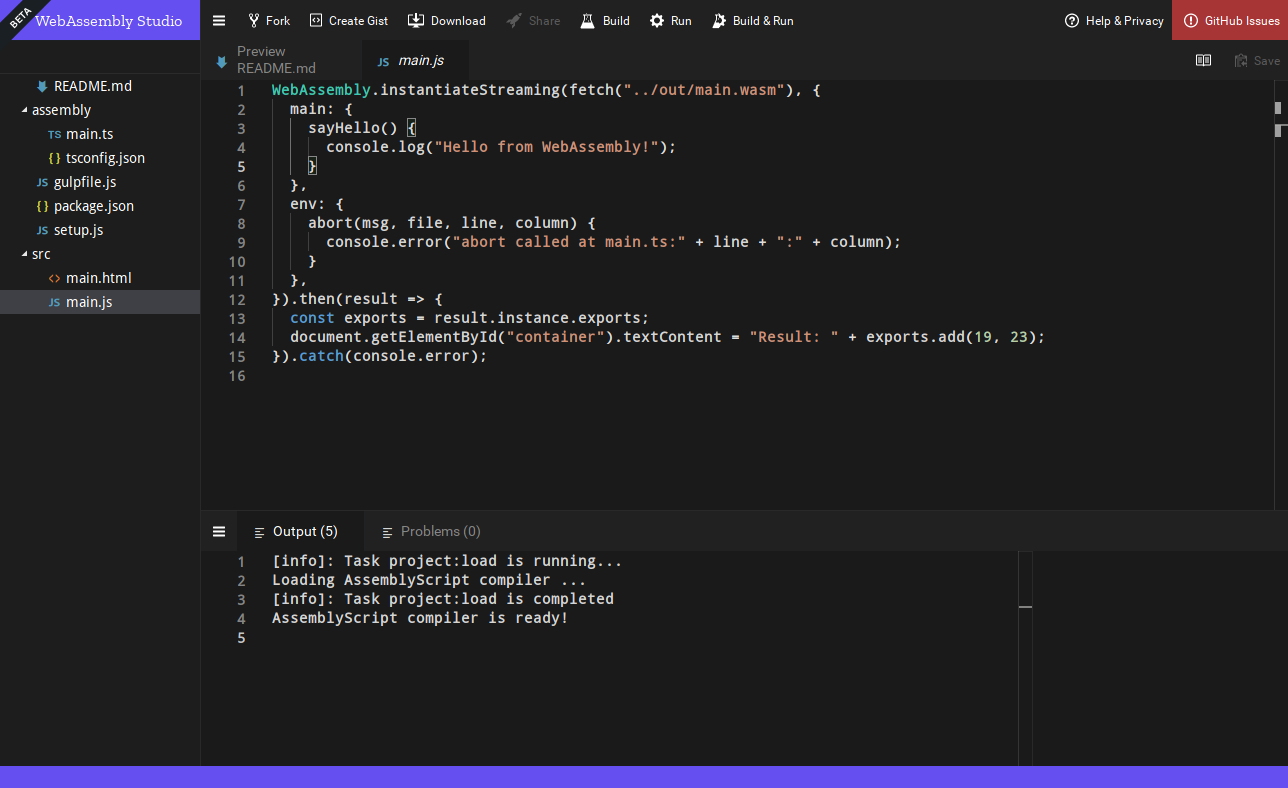 BETA
WebAssembly Studio
Fork
Create Gist
Download
Share
Build
Run
Build & Run
Help & Privacy
GitHub Issues
Preview
README.md
JS main.js
Save
README.md
assembly
TS main.ts
{} tsconfig.json
JS gulpfile.js
{} package.json
JS setup.js
src
<> main.html
JS main.js
1 WebAssembly.instantiateStreaming(fetch("../out/main.wasm"), {
2 main: {
3 sayHello() {
4 console.log("Hello from WebAssembly!");
5 }
6 },
7 env: {
8 abort(msg, file, line, column) {
9 console.error("abort called at main.ts:" + line + ":" + column);
10 }
11 },
12 }).then(result => {
13 const exports = result.instance.exports;
14 document.getElementById("container").textContent = "Result: " + exports.add(19, 23);
15 }).catch(console.error);
16
Output (5)
Problems (0)
1 [info]: Task project:load is running...
2 Loading AssemblyScript compiler ...
3 [info]: Task project:load is completed
4 AssemblyScript compiler is ready!
5